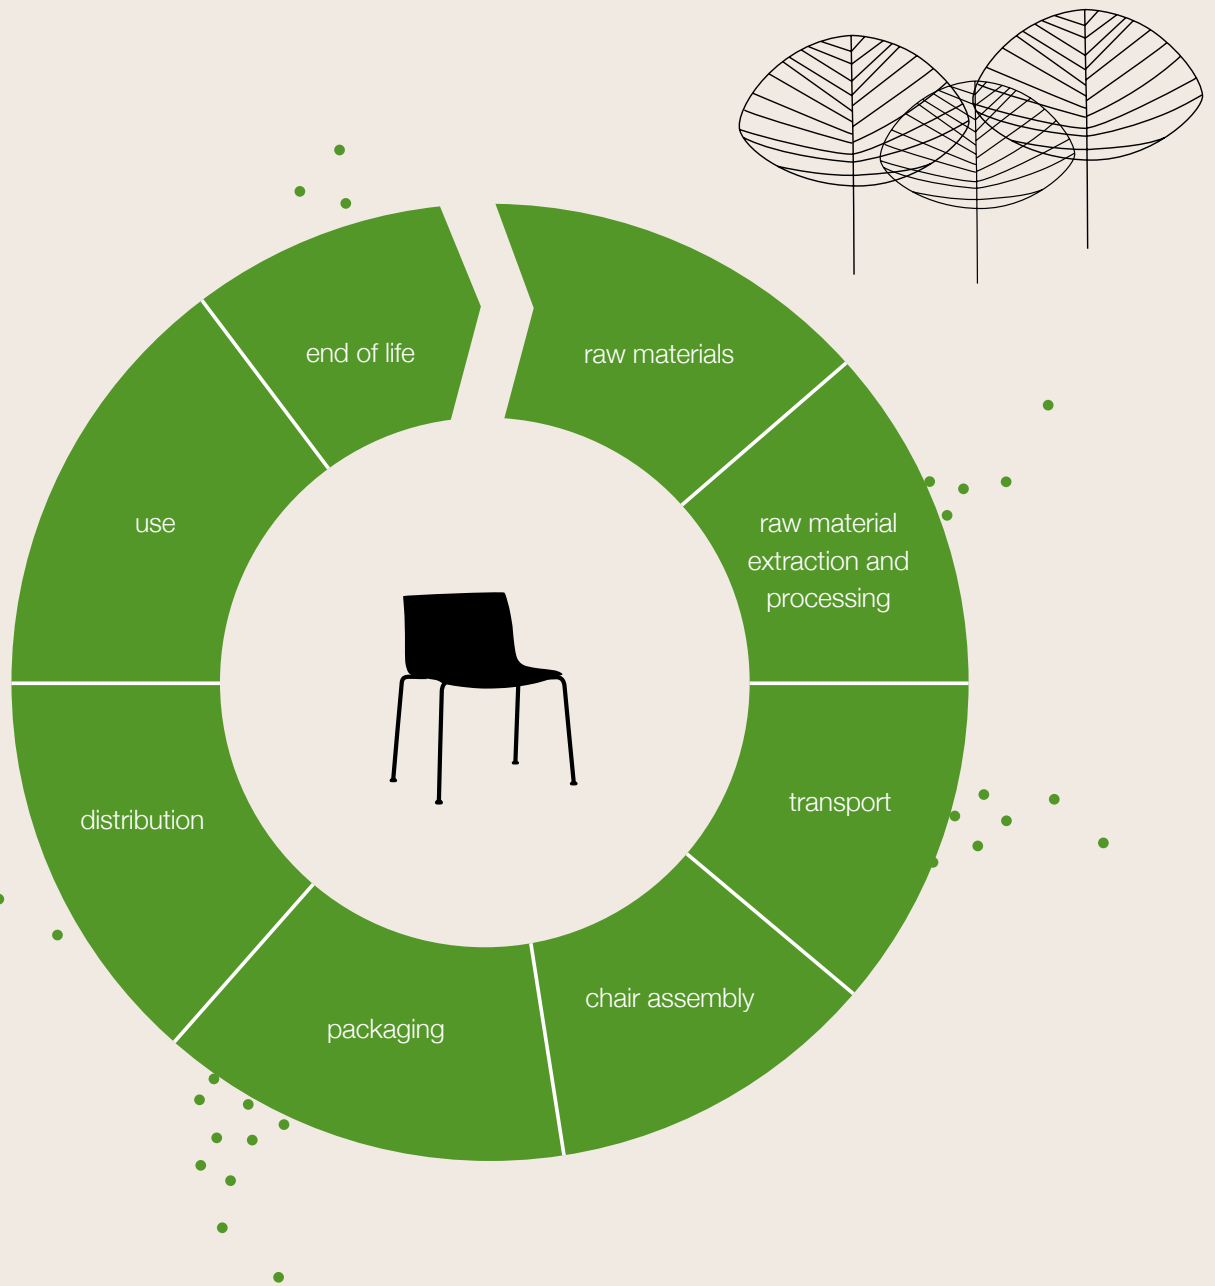 end of life
raw materials
use
raw material
extraction and
processing
transport
distribution
chair assembly
packaging